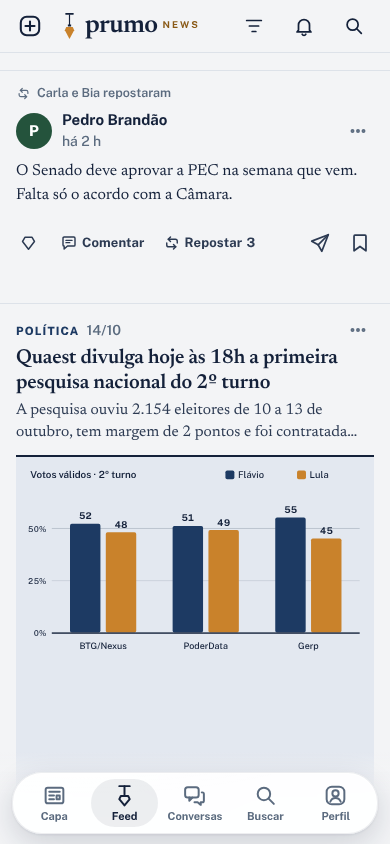 prumo NEWS
Carla e Bia repostaram
P
Pedro Brandão
há 2 h
O Senado deve aprovar a PEC na semana que vem.
Falta só o acordo com a Câmara.
Comentar
Repostar 3
POLÍTICA 14/10
Quaest divulga hoje às 18h a primeira
pesquisa nacional do 2º turno
A pesquisa ouviu 2.154 eleitores de 10 a 13 de
outubro, tem margem de 2 pontos e foi contratada...
Votos válidos · 2º turno
Flávio
Lula
52 48 51 49 55 45
50%
25%
0%
BTG/Nexus PoderData Gerp
Capa Feed Conversas Buscar Perfil